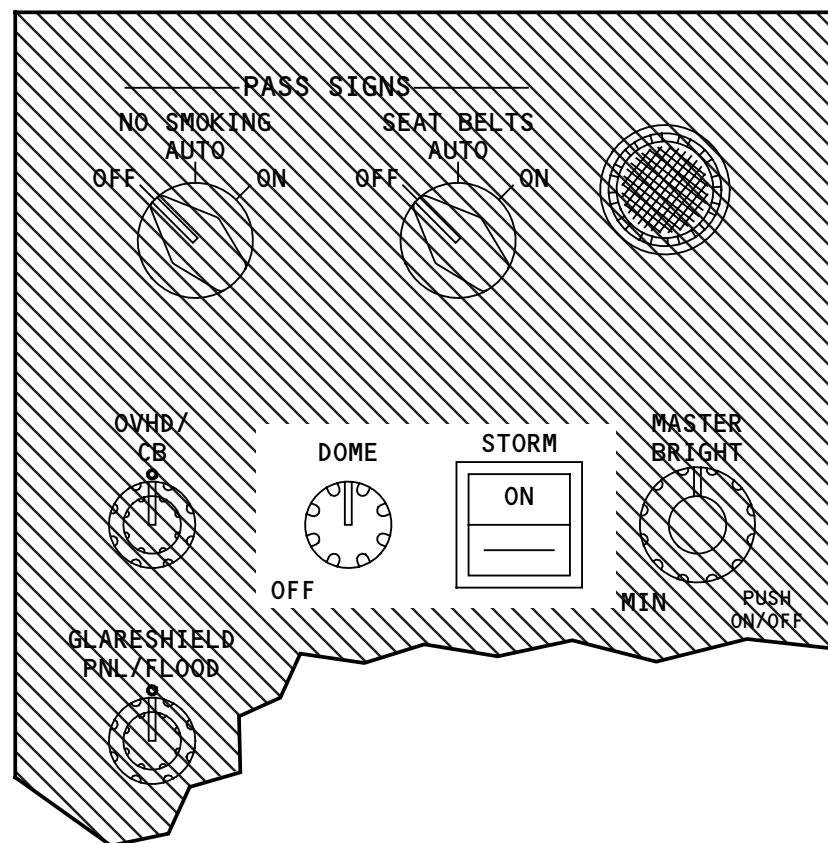 PASS SIGNS
NO SMOKING
AUTO
OFF
ON
SEAT BELTS
AUTO
OFF
ON
OVHD/
CB
DOME
OFF
STORM
ON
MASTER
BRIGHT
MIN
PUSH
ON/OFF
GLARESHIELD
PNL/FLOOD